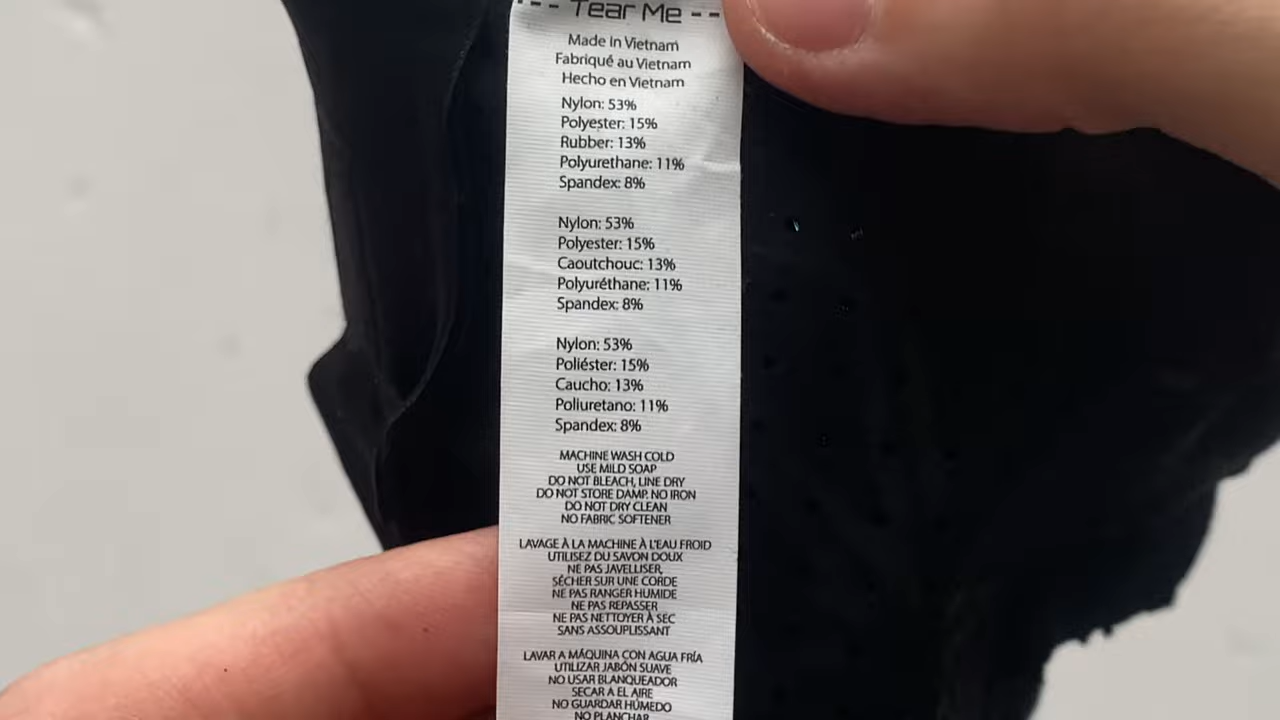 --- Tear Me --
Made in Vietnam
Fabriqué au Vietnam
Hecho en Vietnam
Nylon: 53%
Polyester: 15%
Rubber: 13%
Polyurethane: 11%
Spandex: 8%
Nylon: 53%
Polyester: 15%
Caoutchouc: 13%
Polyuréthane: 11%
Spandex: 8%
Nylon: 53%
Poliéster: 15%
Caucho: 13%
Poliuretano: 11%
Spandex: 8%
MACHINE WASH COLD
USE MILD SOAP
DO NOT BLEACH, LINE DRY
DO NOT STORE DAMP. NO IRON
DO NOT DRY CLEAN
NO FABRIC SOFTENER
LAVAGE À LA MACHINE À L'EAU FROID
UTILISEZ DU SAVON DOUX
NE PAS JAVELLISER,
SÉCHER SUR UNE CORDE
NE PAS RANGER HUMIDE
NE PAS REPASSER
NE PAS NETTOYER À SEC
SANS ASSOUPLISSANT
LAVAR A MÁQUINA CON AGUA FRÍA
UTILIZAR JABÓN SUAVE
NO USAR BLANQUEADOR
SECAR A EL AIRE
NO GUARDAR HÚMEDO
NO PLANCHAR